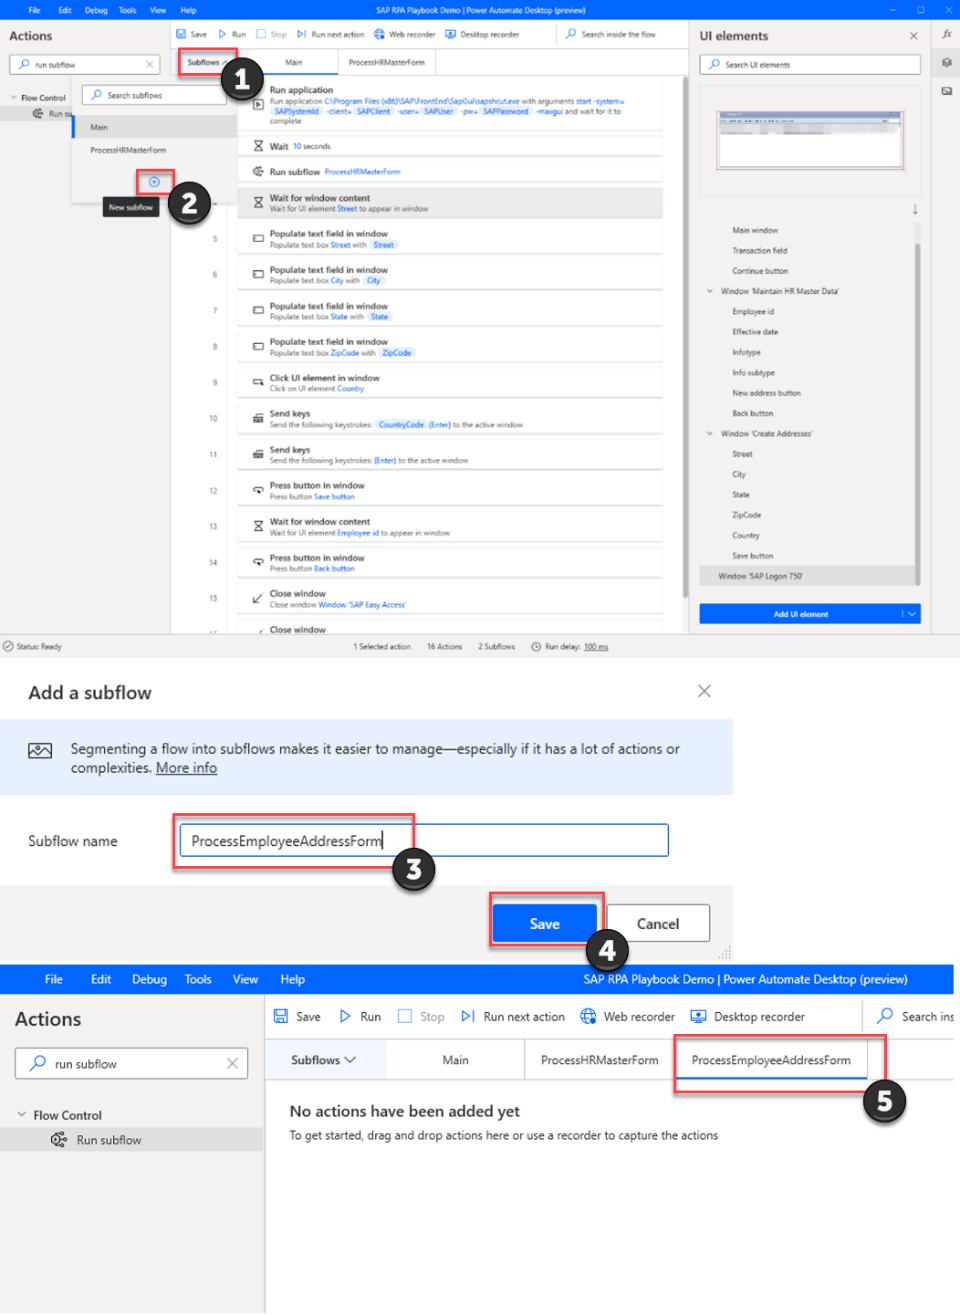 File Edit Debug Tools View Help SAP RPA Playbook Demo | Power Automate Desktop (preview)
Actions
run subflow
Flow Control
Run su
Save Run Stop Run next action Web recorder Desktop recorder Search inside the flow
Subflows Main ProcessHRMasterForm
1
Search subflows
Main
ProcessHRMasterForm
2
New subflow
Run application
Run application C:\Program Files (x86)\SAP\FrontEnd\SapGui\sapshcut.exe with arguments start -system=
SAPSystemId -client= SAPClient -user= SAPUser -pw= SAPPassword -maxgui and wait for it to
complete
Wait 10 seconds
Run subflow ProcessHRMasterForm
Wait for window content
Wait for UI element Street to appear in window
5
Populate text field in window
Populate text box Street with Street
6
Populate text field in window
Populate text box City with City
7
Populate text field in window
Populate text box State with State
8
Populate text field in window
Populate text box ZipCode with ZipCode
9
Click UI element in window
Click on UI element Country
10
Send keys
Send the following keystrokes: CountryCode {Enter} to the active window
11
Send keys
Send the following keystrokes: {Enter} to the active window
12
Press button in window
Press button Save button
13
Wait for window content
Wait for UI element Employee id to appear in window
14
Press button in window
Press button Back button
15
Close window
Close window Window 'SAP Easy Access'
Close window
UI elements
Search UI elements
Main window
Transaction field
Continue button
Window 'Maintain HR Master Data'
Employee id
Effective date
Infotype
Info subtype
New address button
Back button
Window 'Create Addresses'
Street
City
State
ZipCode
Country
Save button
Window 'SAP Logon 750'
Add UI element
fx
Status: Ready 1 Selected action 16 Actions 2 Subflows Run delay: 100 ms
Add a subflow
Segmenting a flow into subflows makes it easier to manage—especially if it has a lot of actions or
complexities. More info
Subflow name ProcessEmployeeAddressForm
3
Save Cancel
4
File Edit Debug Tools View Help SAP RPA Playbook Demo | Power Automate Desktop (preview)
Actions
run subflow
Flow Control
Run subflow
Save Run Stop Run next action Web recorder Desktop recorder Search ins
Subflows Main ProcessHRMasterForm ProcessEmployeeAddressForm
5
No actions have been added yet
To get started, drag and drop actions here or use a recorder to capture the actions